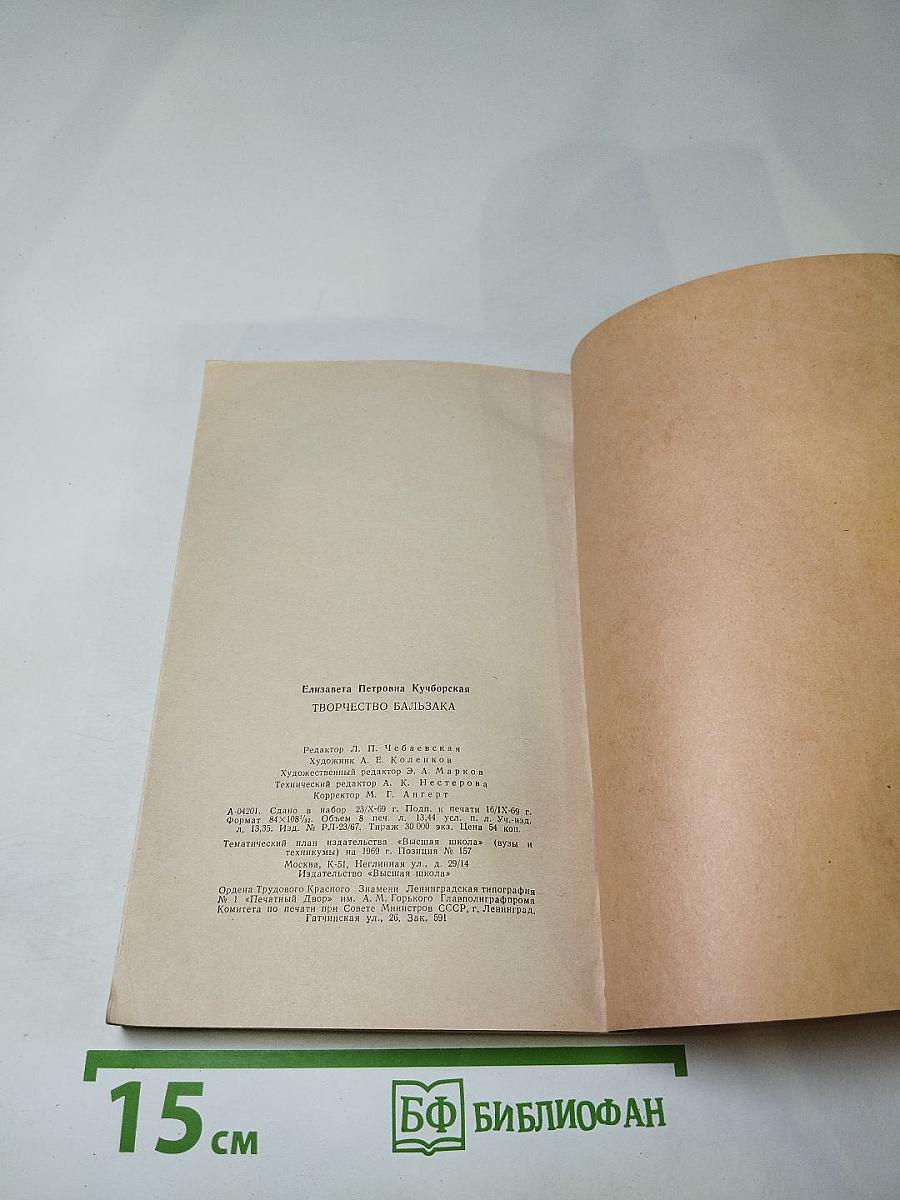 Елизавета Петровна Кучборская
ТВОРЧЕСТВО БАЛЬЗАКА
Редактор Л. П. Чебаевская
Художник А. Е. Коленков
Художественный редактор Э. А. Марков
Технический редактор А. К. Нестерова
Корректор М. Г. Ангерт
А-04201. Сдано в набор 23/X-69 г. Подп. к печати 16/IX-69 г.
Формат 84×108¹/₃₂. Объем 8 печ. л. 13,44 усл. п. л. Уч.-изд.
л. 13,35. Изд. № РЛ-23/67. Тираж 30 000 экз. Цена 54 коп.
Тематический план издательства «Высшая школа» (вузы и
техникумы) на 1969 г. Позиция № 157
Москва, К-51, Неглинная ул., д. 29/14
Издательство «Высшая школа»
Ордена Трудового Красного Знамени Ленинградская типография
№ 1 «Печатный Двор» им. А. М. Горького Главполиграфпрома
Комитета по печати при Совете Министров СССР, г. Ленинград,
Гатчинская ул., 26. Зак. 591
15 см
БФ БИБЛИОФАН